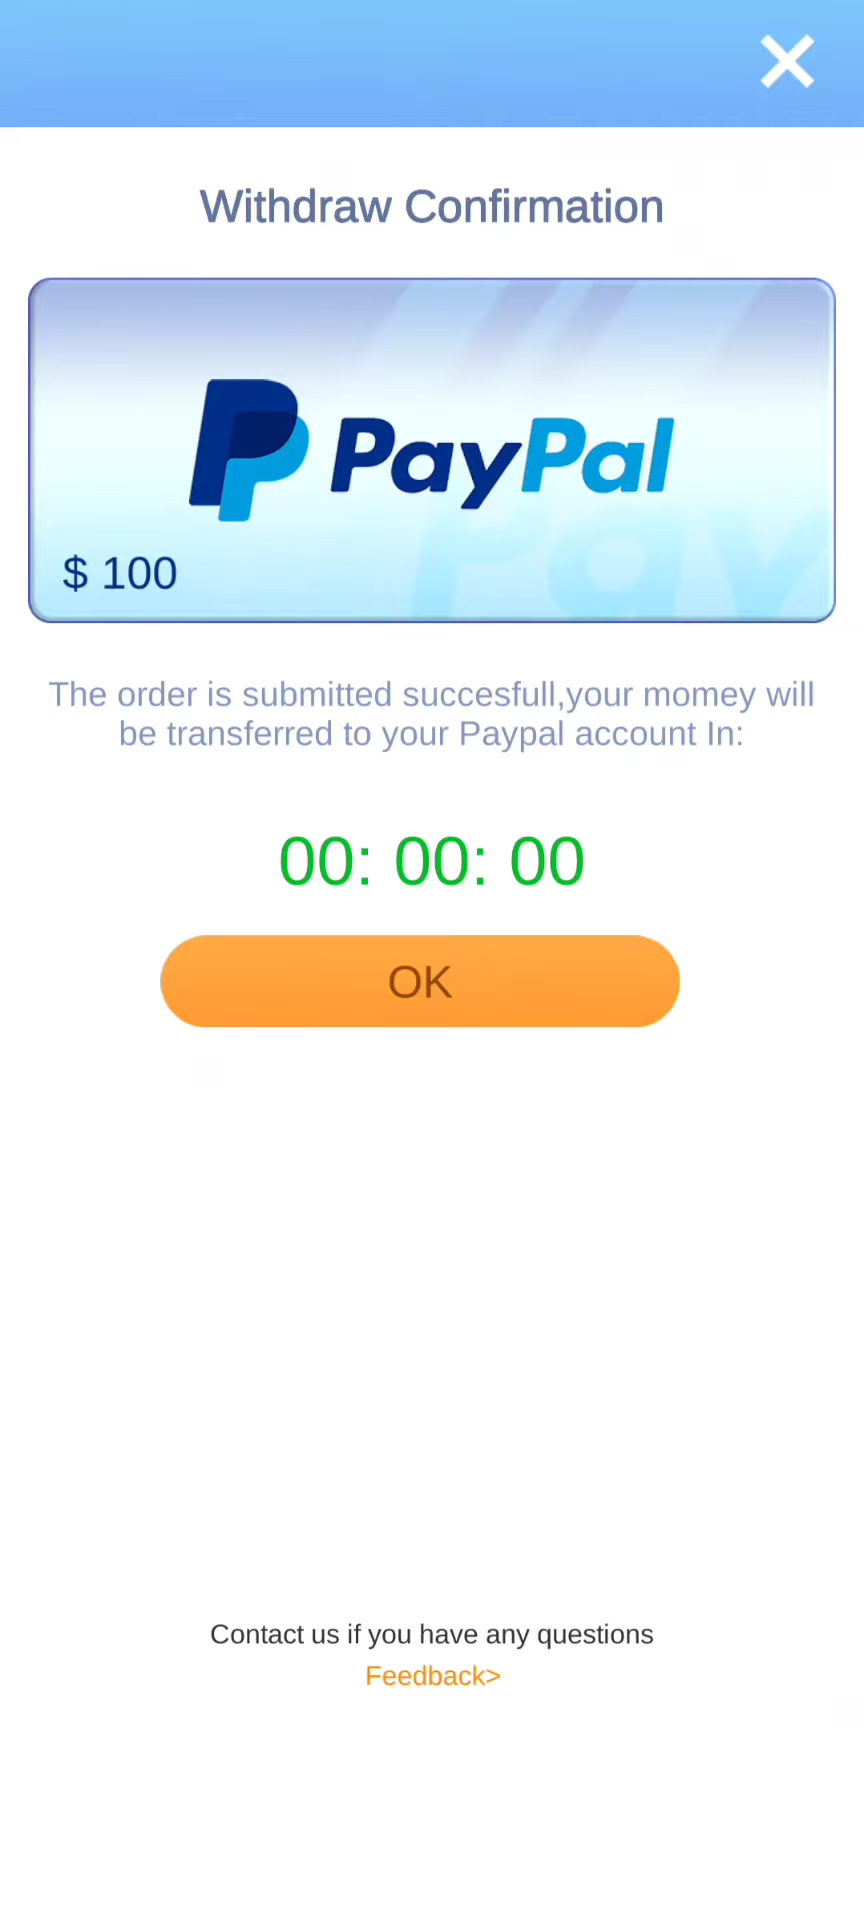 Withdraw Confirmation
PayPal
$ 100
Pay
The order is submitted succesfull,your momey will
be transferred to your Paypal account In:
00: 00: 00
OK
Contact us if you have any questions
Feedback>